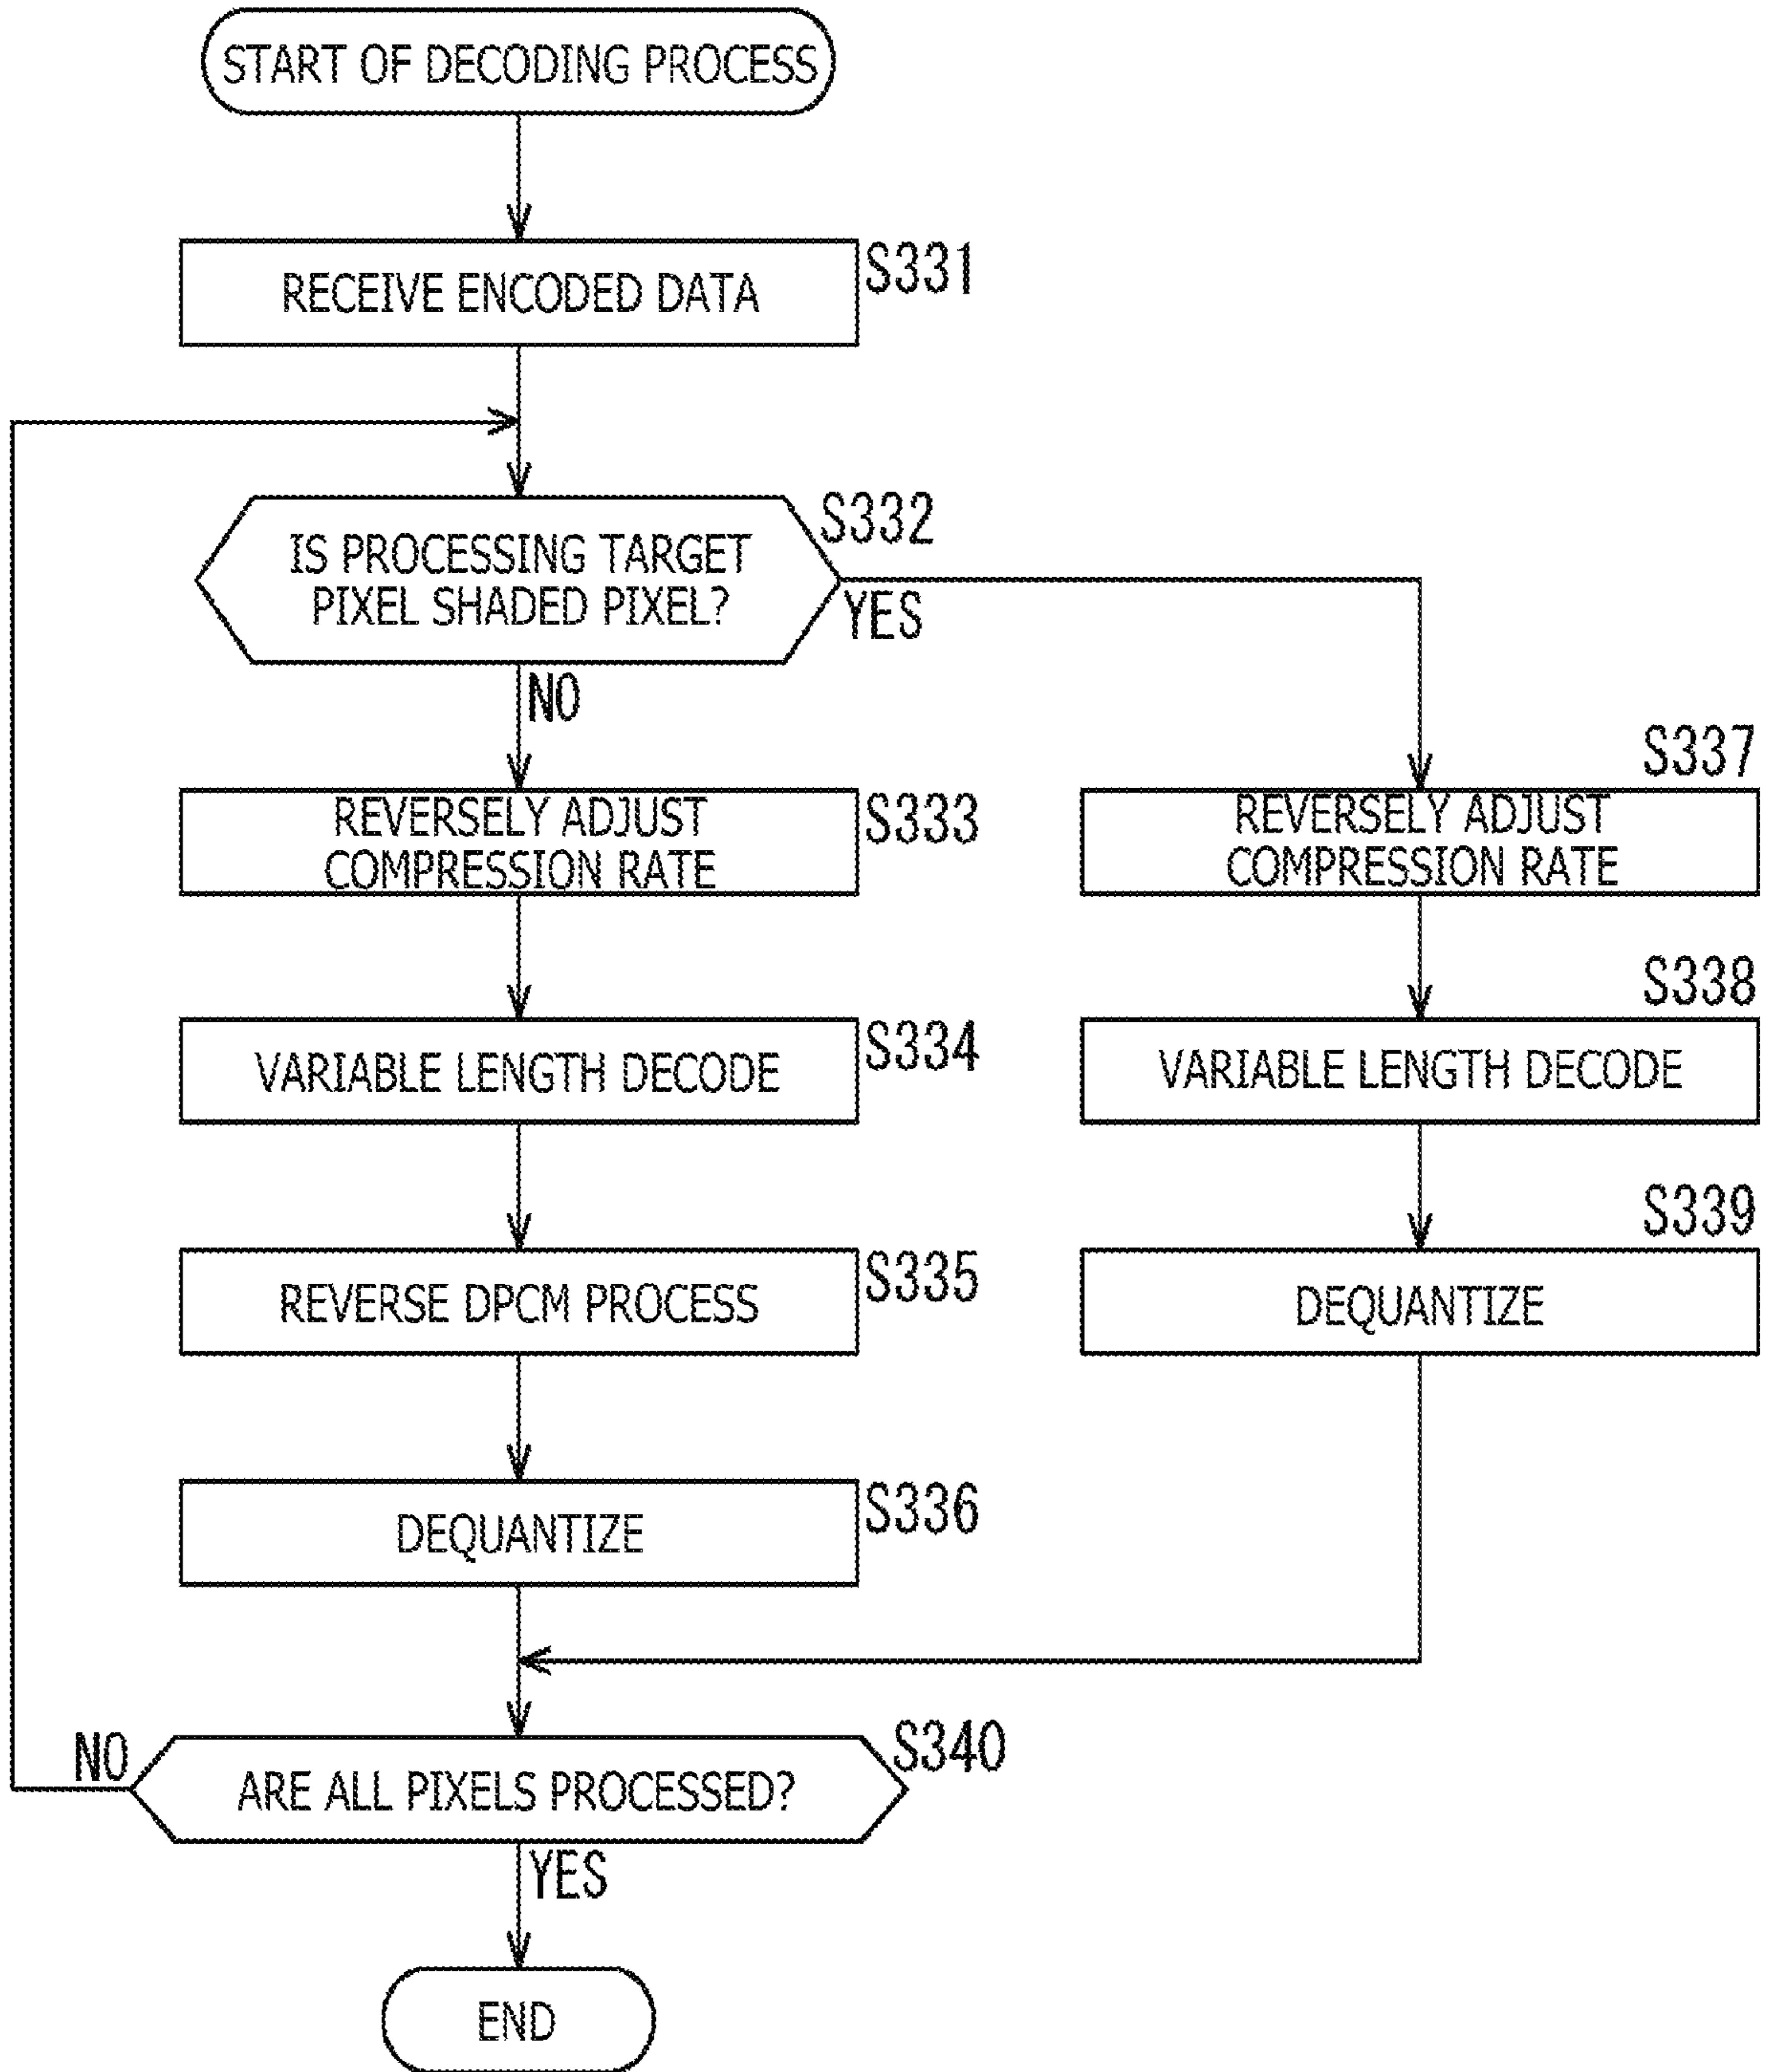 START OF DECODING PROCESS
RECEIVE ENCODED DATA
S331
IS PROCESSING TARGET
PIXEL SHADED PIXEL?
S332
YES
NO
REVERSELY ADJUST
COMPRESSION RATE
S333
VARIABLE LENGTH DECODE
S334
REVERSE DPCM PROCESS
S335
DEQUANTIZE
S336
S337
REVERSELY ADJUST
COMPRESSION RATE
S338
VARIABLE LENGTH DECODE
S339
DEQUANTIZE
NO
ARE ALL PIXELS PROCESSED?
S340
YES
END